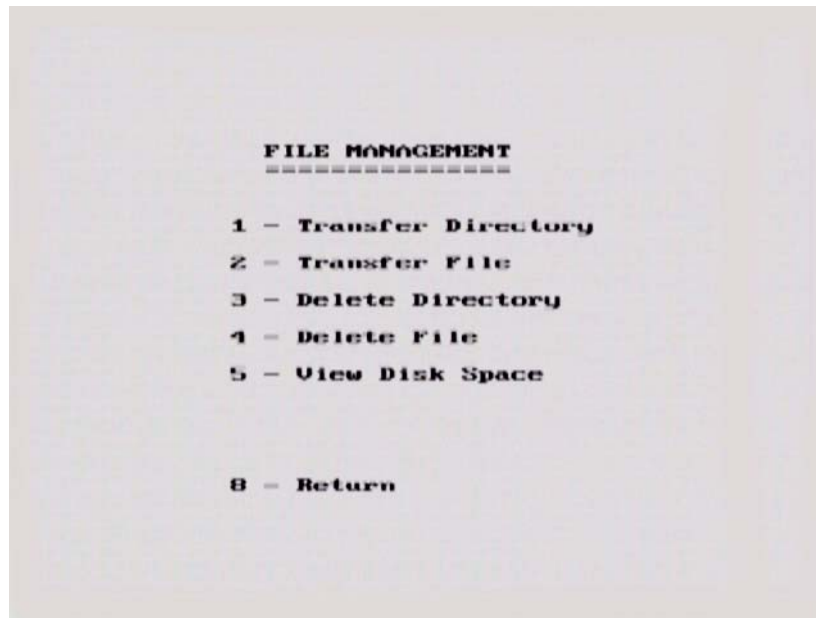 FILE MANAGEMENT
===============
1 - Transfer Directory
2 - Transfer File
3 - Delete Directory
4 - Delete File
5 - View Disk Space
8 - Return